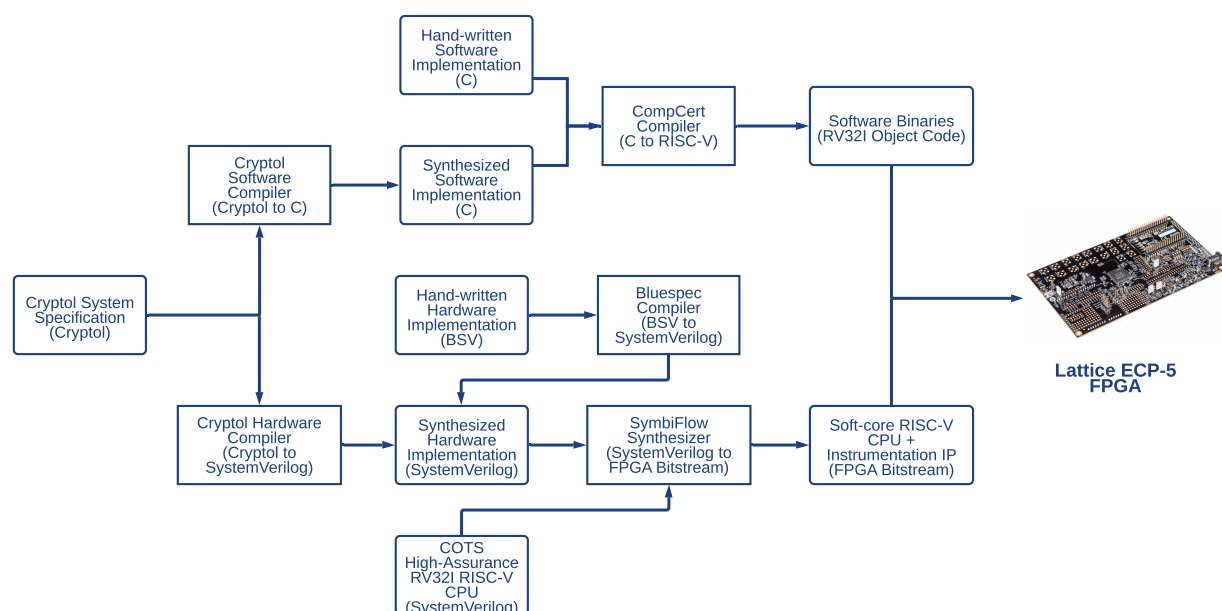 Hand-written
Software
Implementation
(C)
CompCert
Compiler
(C to RISC-V)
Software Binaries
(RV32I Object Code)
Cryptol
Software
Compiler
(Cryptol to C)
Synthesized
Software
Implementation
(C)
Cryptol System
Specification
(Cryptol)
Hand-written
Hardware
Implementation
(BSV)
Bluespec
Compiler
(BSV to
SystemVerilog)
Lattice ECP-5
FPGA
Cryptol Hardware
Compiler
(Cryptol to
SystemVerilog)
Synthesized
Hardware
Implementation
(SystemVerilog)
SymbiFlow
Synthesizer
(SystemVerilog to
FPGA Bitstream)
Soft-core RISC-V
CPU +
Instrumentation IP
(FPGA Bitstream)
COTS
High-Assurance
RV32I RISC-V
CPU
(SystemVerilog)